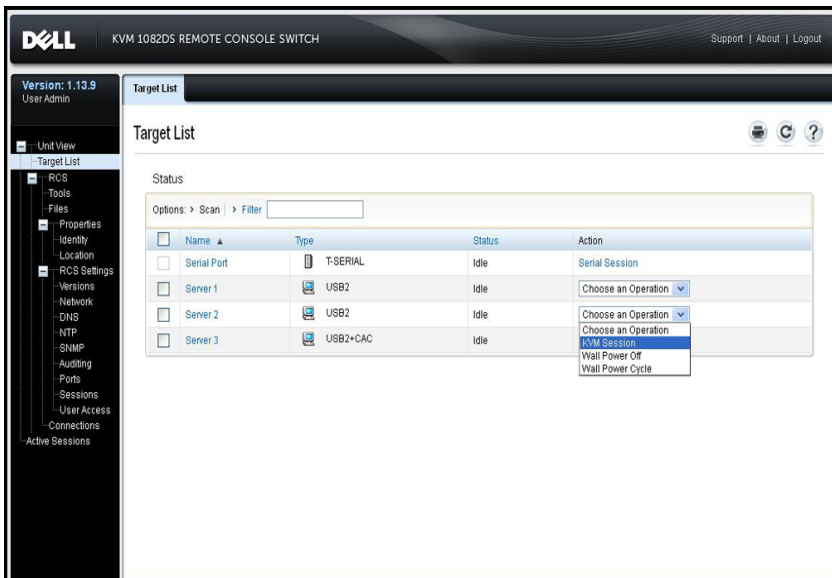 DELL
KVM 1082DS REMOTE CONSOLE SWITCH
Support | About | Logout
Version: 1.13.9
User Admin
Target List
Unit View
Target List
RCS
Tools
Files
Properties
Identity
Location
RCS Settings
Versions
Network
DNS
NTP
SNMP
Auditing
Ports
Sessions
User Access
Connections
Active Sessions
Target List
Status
Options: > Scan | > Filter
Name Type Status Action
Serial Port T-SERIAL Idle Serial Session
Server 1 USB2 Idle Choose an Operation
Server 2 USB2 Idle Choose an Operation
Choose an Operation
KVM Session
Wall Power Off
Wall Power Cycle
Server 3 USB2+CAC Idle